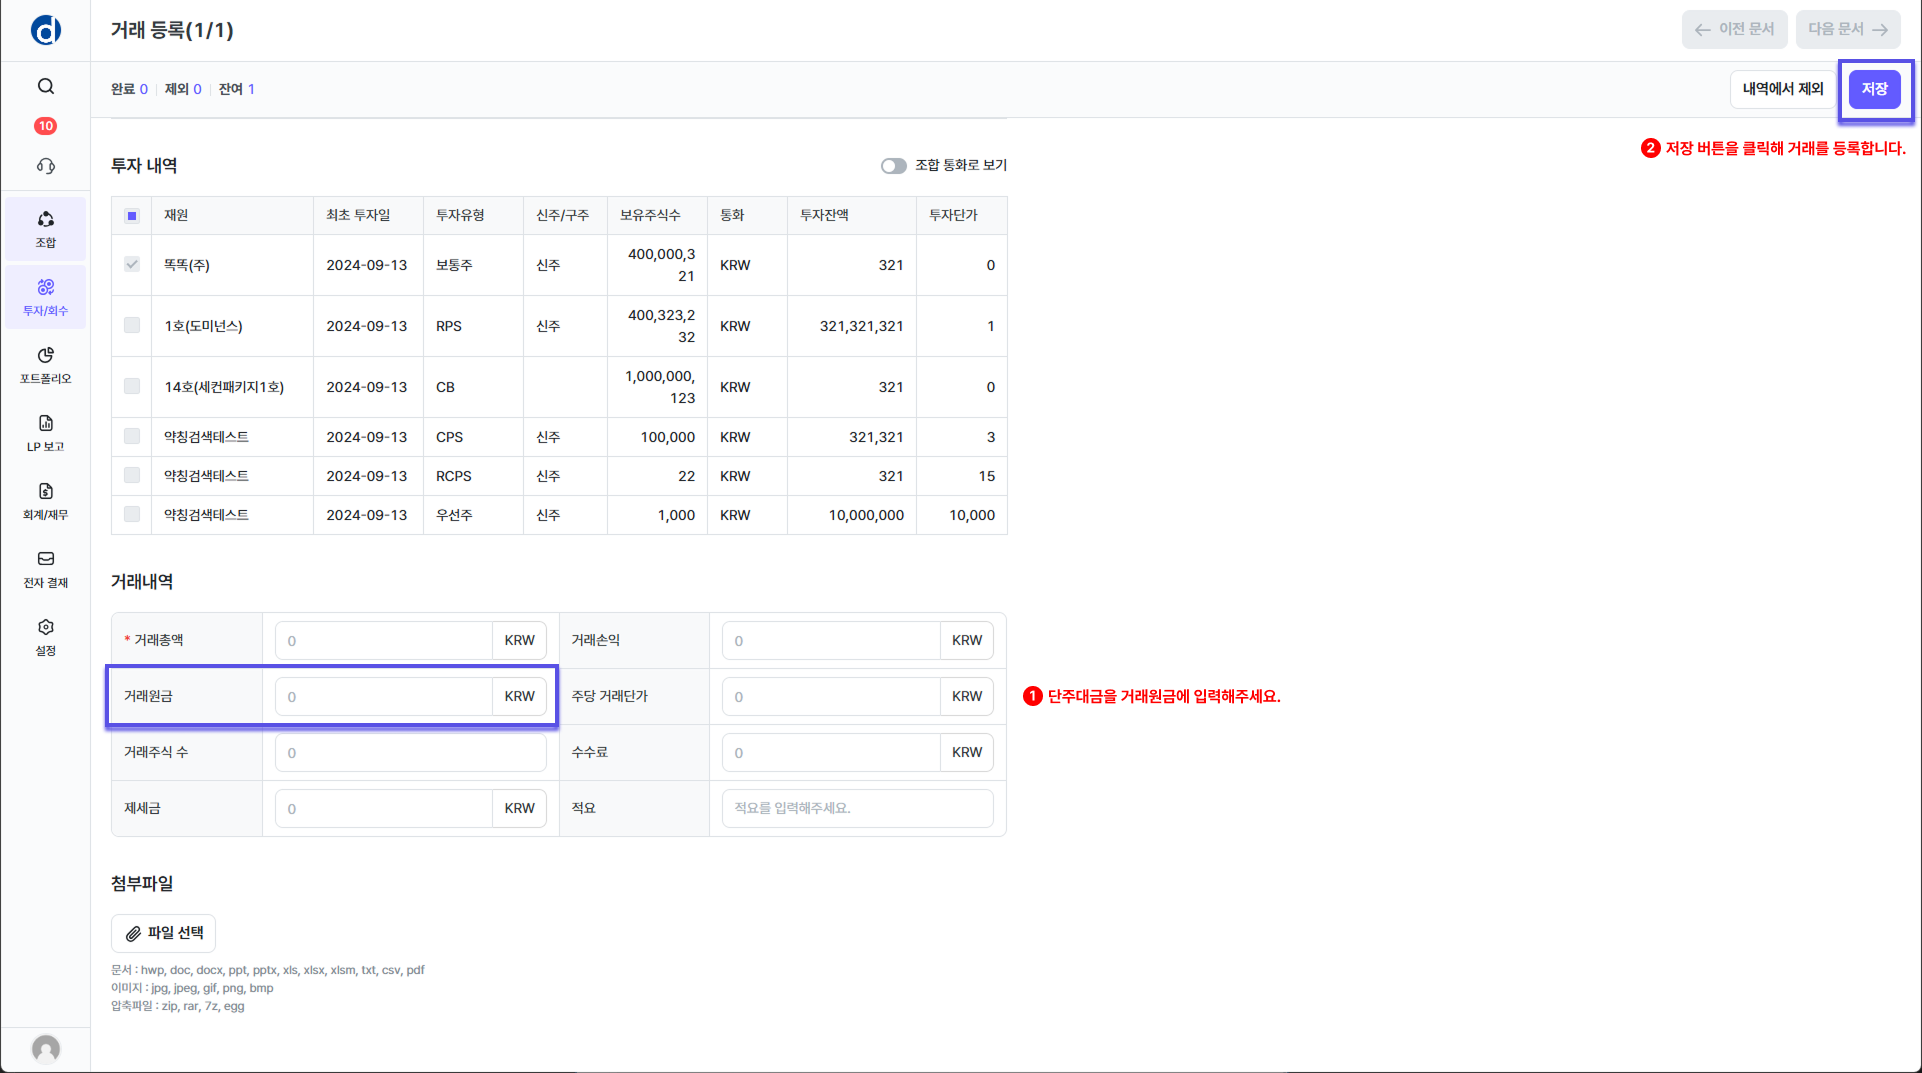 d
거래 등록(1/1)
← 이전 문서
다음 문서 →
완료 0 제외 0 잔여 1
내역에서 제외
저장
10
2 저장 버튼을 클릭해 거래를 등록합니다.
조합
투자/회수
포트폴리오
LP 보고
회계/재무
전자 결재
설정
투자 내역
조합 통화로 보기
재원 최초 투자일 투자유형 신주/구주 보유주식수 통화 투자잔액 투자단가
똑똑(주) 2024-09-13 보통주 신주 400,000,3 KRW 321 0
21
1호(도미넌스) 2024-09-13 RPS 신주 400,323,2 KRW 321,321,321 1
32
14호(세컨패키지1호) 2024-09-13 CB 1,000,000, KRW 321 0
123
약칭검색테스트 2024-09-13 CPS 신주 100,000 KRW 321,321 3
약칭검색테스트 2024-09-13 RCPS 신주 22 KRW 321 15
약칭검색테스트 2024-09-13 우선주 신주 1,000 KRW 10,000,000 10,000
거래내역
* 거래총액 0 KRW 거래손익 0 KRW
거래원금 0 KRW 주당 거래단가 0 KRW
1 단주대금을 거래원금에 입력해주세요.
거래주식 수 0 수수료 0 KRW
제세금 0 KRW 적요 적요를 입력해주세요.
첨부파일
파일 선택
문서 : hwp, doc, docx, ppt, pptx, xls, xlsx, xlsm, txt, csv, pdf
이미지 : jpg, jpeg, gif, png, bmp
압축파일 : zip, rar, 7z, egg